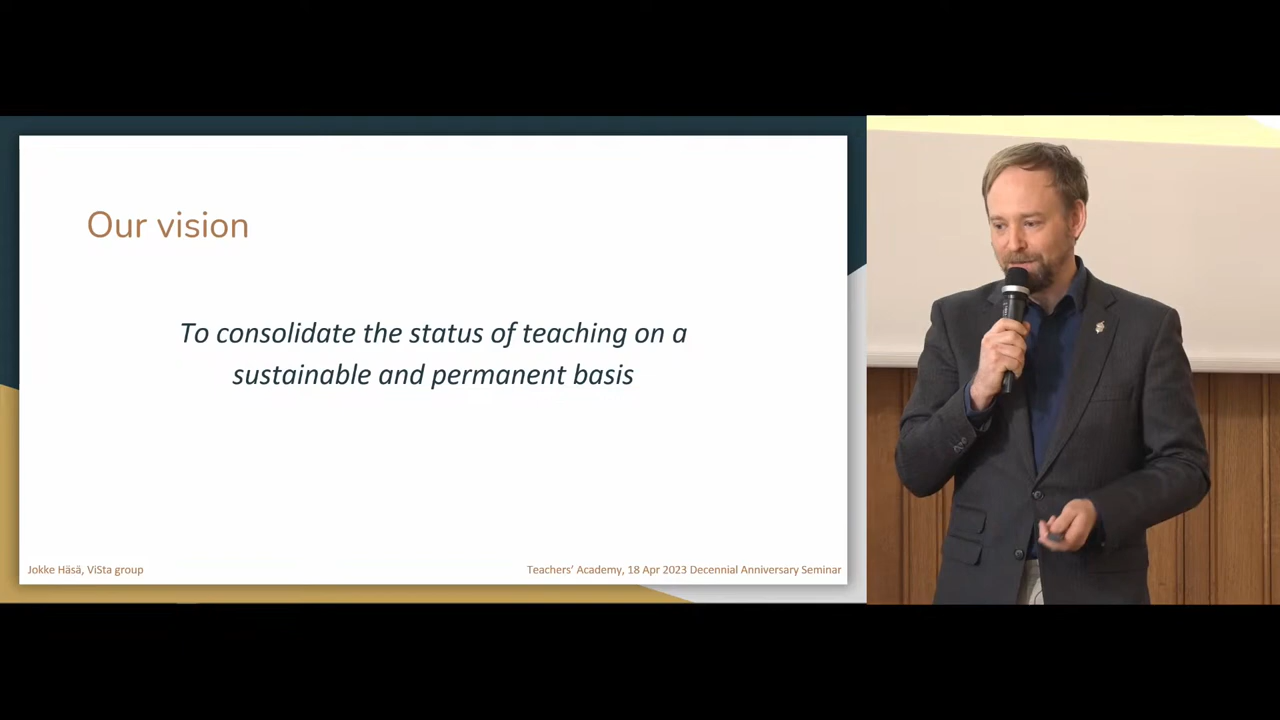 Our vision
To consolidate the status of teaching on a
sustainable and permanent basis
Jokke Häsä, ViSta group
Teachers’ Academy, 18 Apr 2023 Decennial Anniversary Seminar